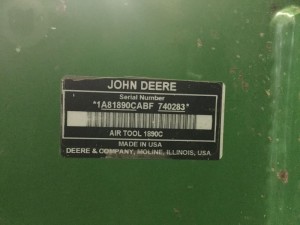 JOHN DEERE
Serial Number
*1A81890CABF 740283*
AIR TOOL 1890C
MADE IN USA
DEERE & COMPANY, MOLINE, ILLINOIS, USA